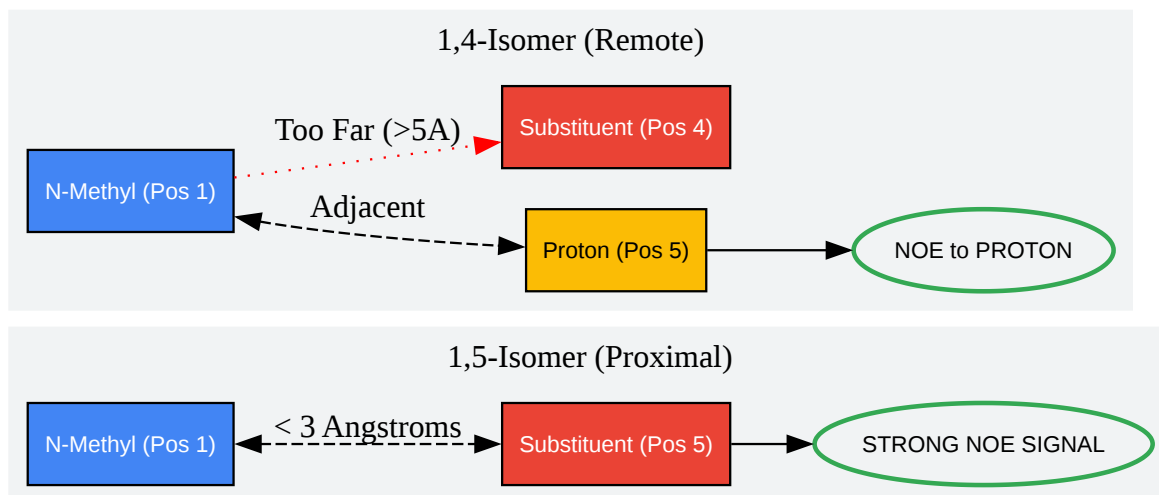 1,4-Isomer (Remote)
Too Far (>5A)
Substituent (Pos 4)
N-Methyl (Pos 1)
Adjacent
Proton (Pos 5)
NOE to PROTON
1,5-Isomer (Proximal)
N-Methyl (Pos 1)
< 3 Angstroms
Substituent (Pos 5)
STRONG NOE SIGNAL